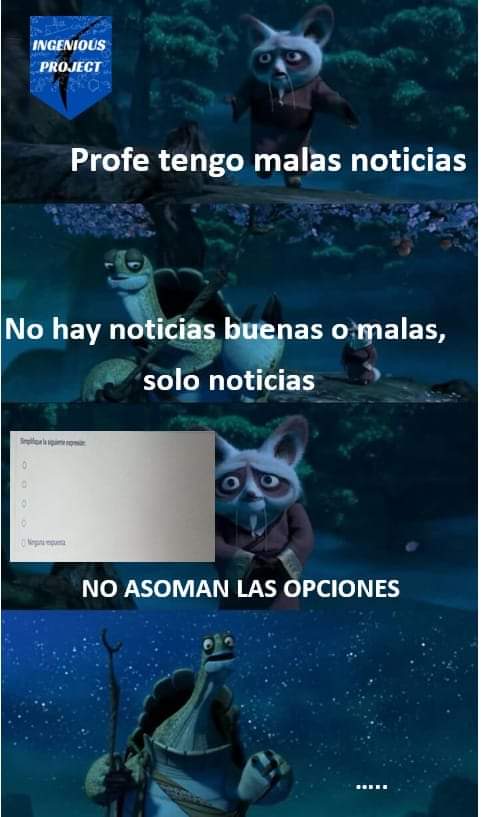 INGENIOUS
PROJECT
Profe tengo malas noticias
No hay noticias buenas o malas,
solo noticias
Simplifique la siguiente expresión:
Ninguna respuesta.
NO ASOMAN LAS OPCIONES
.....